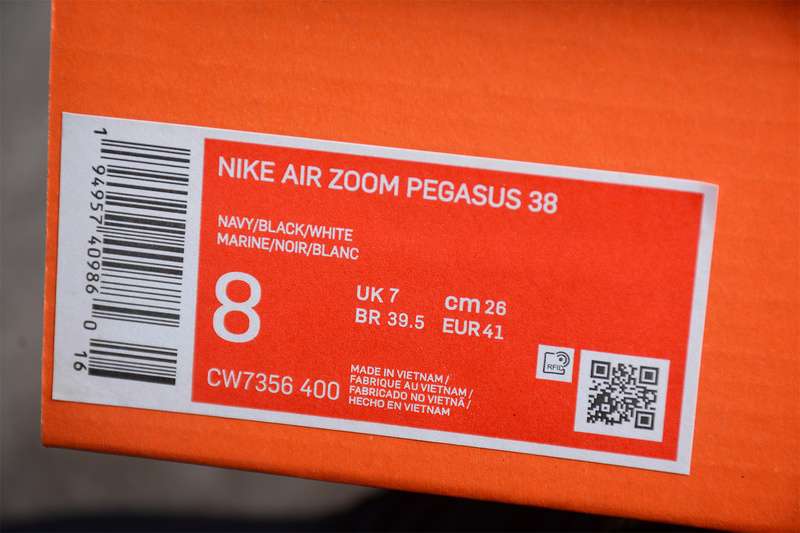 1 94957 40986 0 16
NIKE AIR ZOOM PEGASUS 38
NAVY/BLACK/WHITE
MARINE/NOIR/BLANC
8
UK 7
cm 26
BR 39.5
EUR 41
CW7356 400
MADE IN VIETNAM /
FABRIQUE AU VIETNAM /
FABRICADO NO VIETNÃ /
HECHO EN VIETNAM
RFID